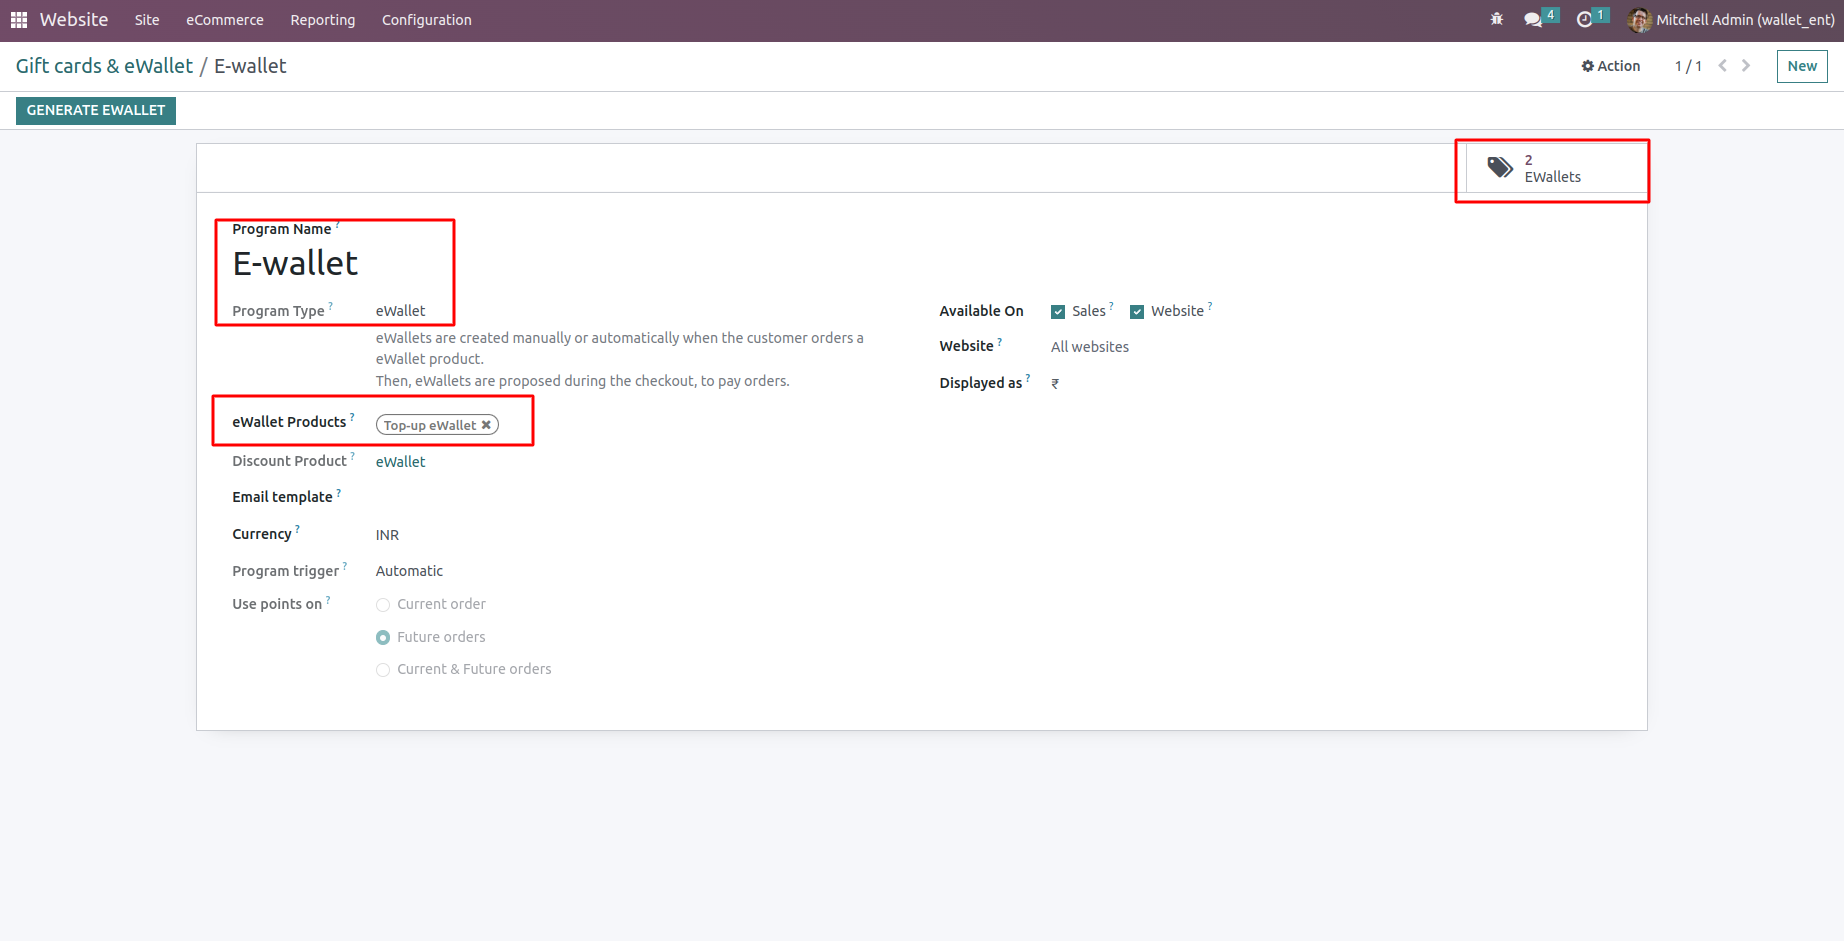 Website Site eCommerce Reporting Configuration 4 1 Mitchell Admin (wallet_ent)
Gift cards & eWallet / E-wallet Action 1 / 1 New
GENERATE EWALLET
2
EWallets
Program Name ?
E-wallet
Program Type ? eWallet
eWallets are created manually or automatically when the customer orders a
eWallet product.
Then, eWallets are proposed during the checkout, to pay orders.
eWallet Products ? Top-up eWallet ✖
Discount Product ? eWallet
Email template ?
Currency ? INR
Program trigger ? Automatic
Use points on ? Current order
Future orders
Current & Future orders
Available On Sales ? Website ?
Website ? All websites
Displayed as ? ₹